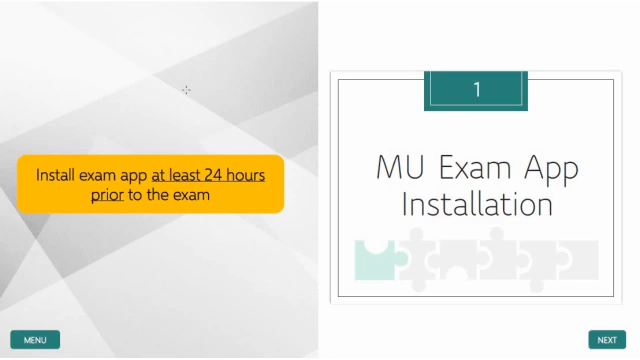 Install exam app at least 24 hours
prior to the exam
1
MU Exam App
Installation
MENU
NEXT